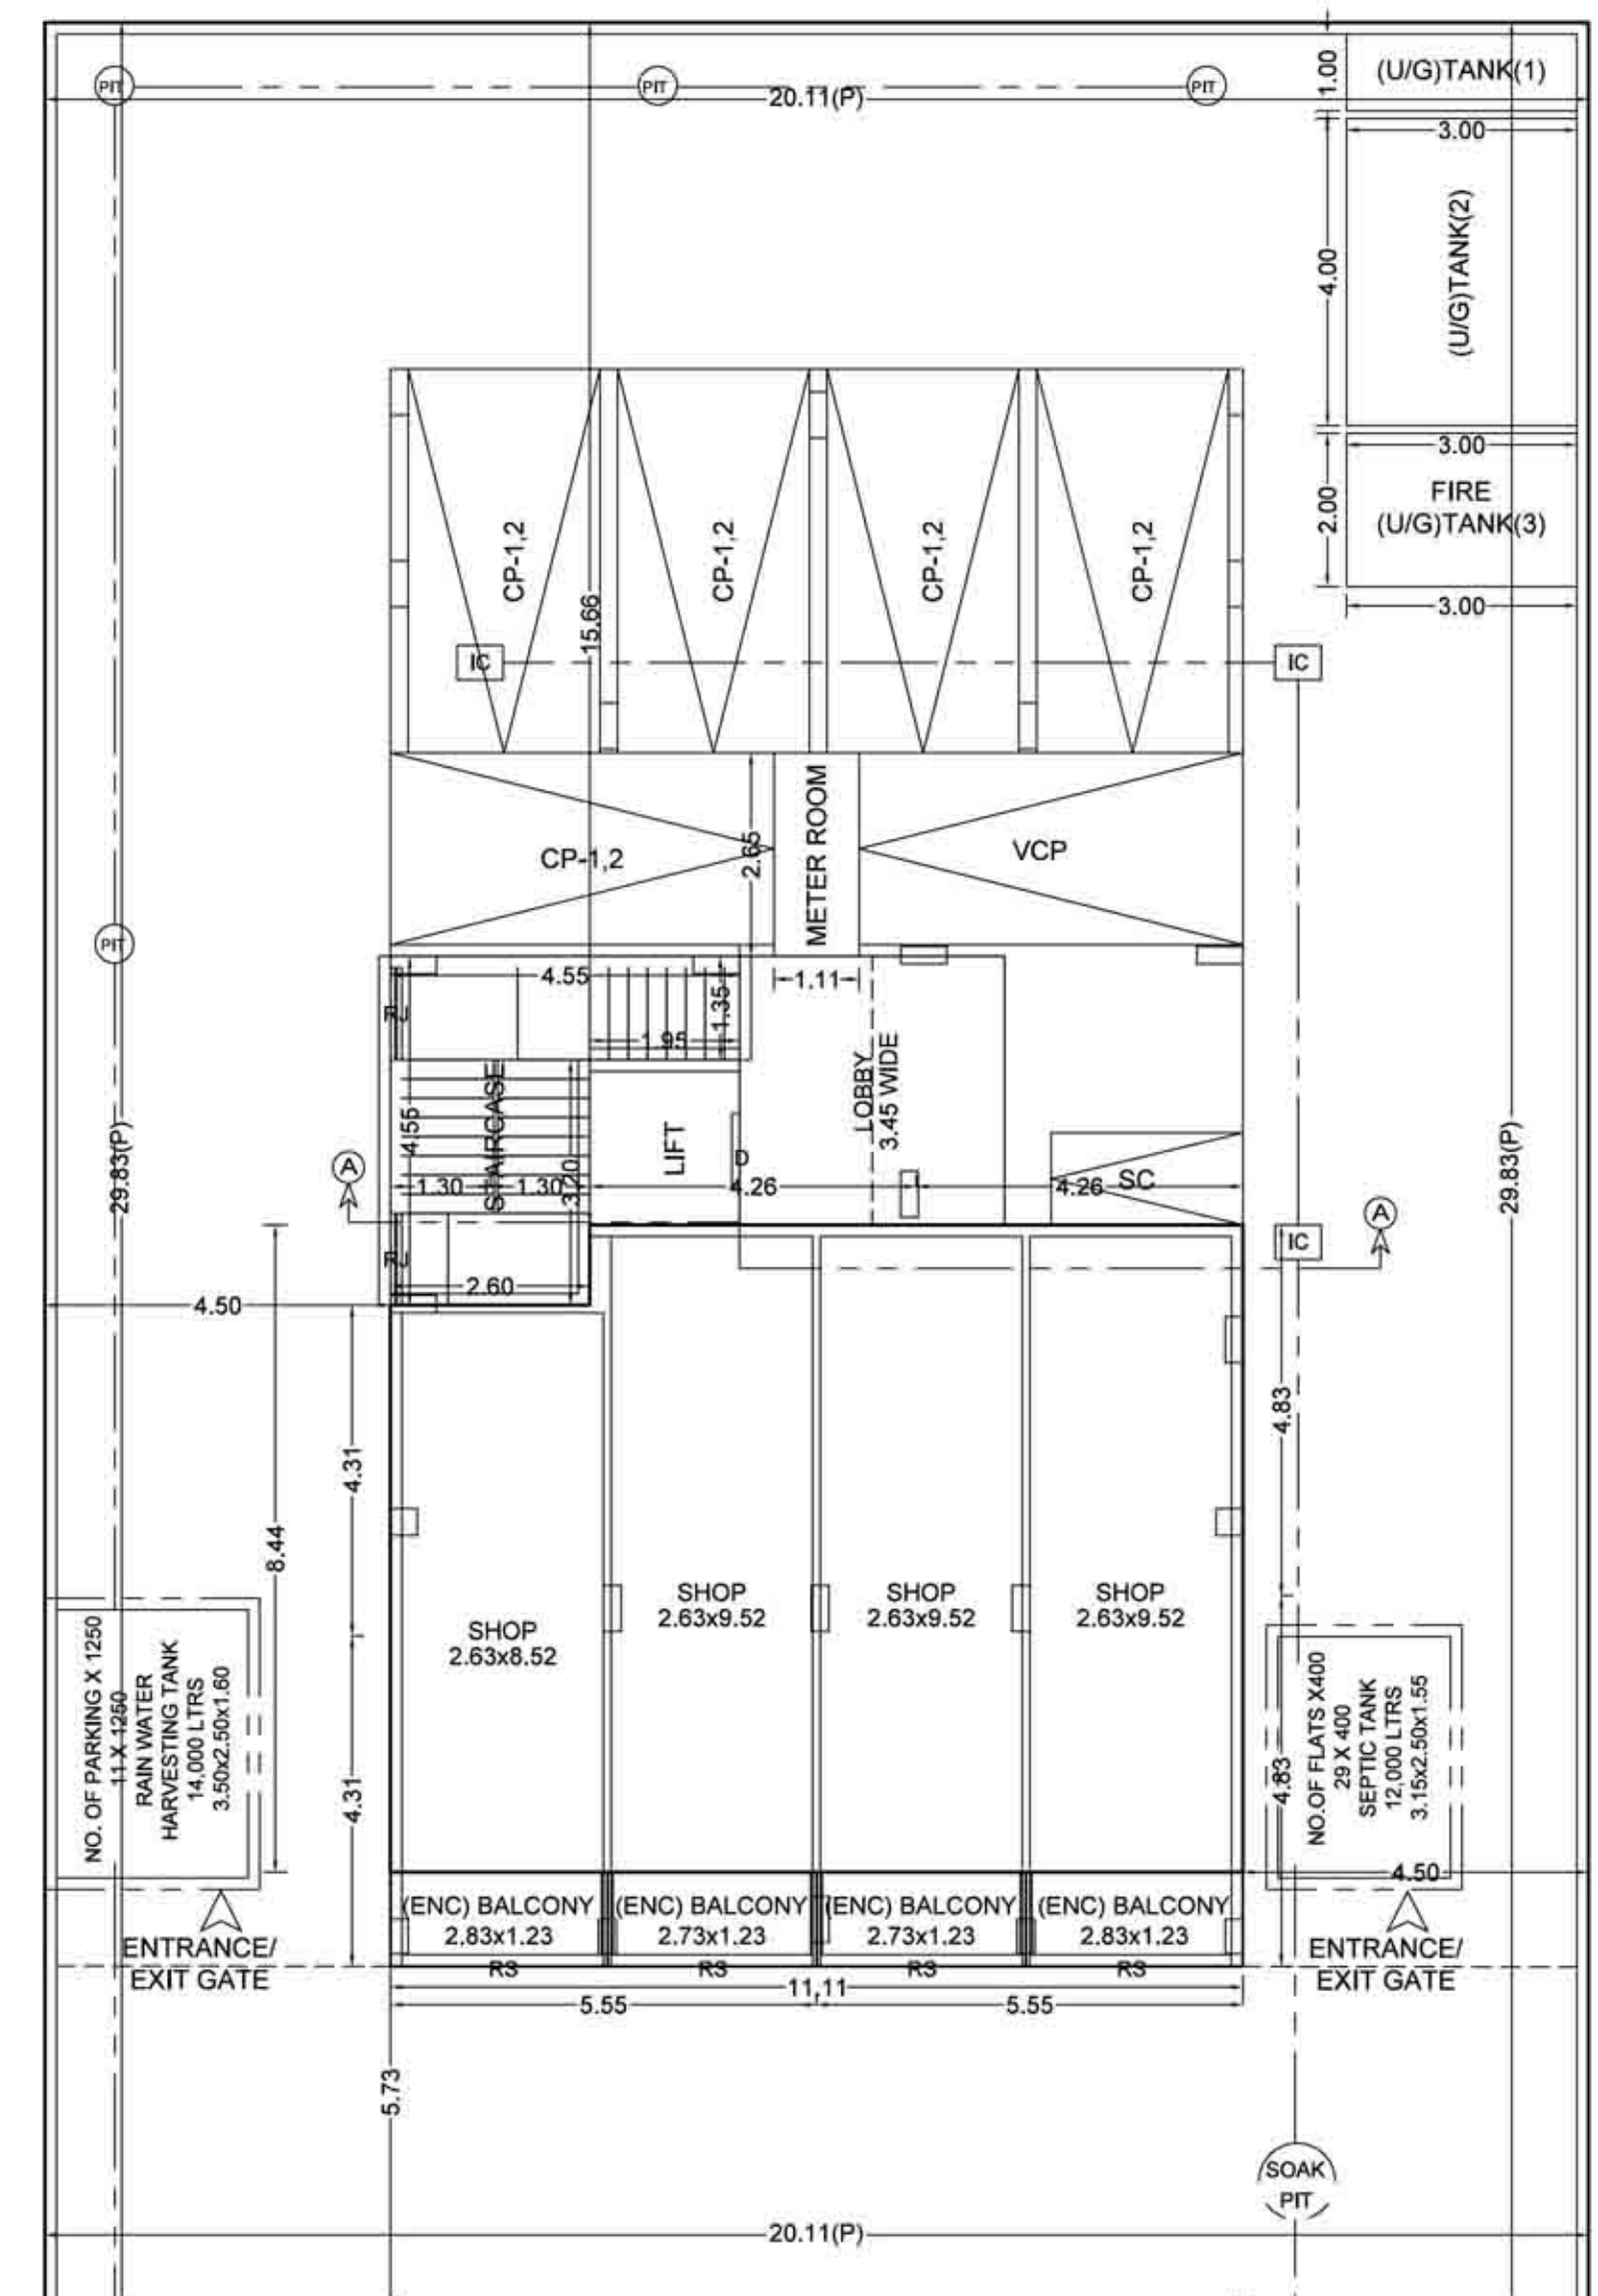 PIT
PIT
PIT
20.11(P)
1.00
(U/G)TANK(1)
3.00
4.00
(U/G)TANK(2)
3.00
2.00
FIRE
(U/G)TANK(3)
3.00
CP-1,2
CP-1,2
CP-1,2
CP-1,2
15.66
IC
IC
CP-1,2
2.65
METER ROOM
VCP
PIT
4.55
1.35
1.11
RJ
1.95
LOBBY
3.45 WIDE
STAIRCASE
4.55
LIFT
D
29.83(P)
29.83(P)
A
1.30
1.30
3.20
4.26
4.26
SC
A
IC
RJ
2.60
4.50
4.31
4.83
8.44
SHOP
2.63x8.52
SHOP
2.63x9.52
SHOP
2.63x9.52
SHOP
2.63x9.52
NO. OF PARKING X 1250
11 X 1250
RAIN WATER
HARVESTING TANK
14,000 LTRS
3.50x2.50x1.60
4.31
4.83
NO.OF FLATS X400
29 X 400
SEPTIC TANK
12,000 LTRS
3.15x2.50x1.55
4.50
(ENC) BALCONY
2.83x1.23
(ENC) BALCONY
2.73x1.23
(ENC) BALCONY
2.73x1.23
(ENC) BALCONY
2.83x1.23
ENTRANCE/
EXIT GATE
ENTRANCE/
EXIT GATE
RS
RS
RS
RS
11.11
5.55
5.55
5.73
SOAK
PIT
20.11(P)